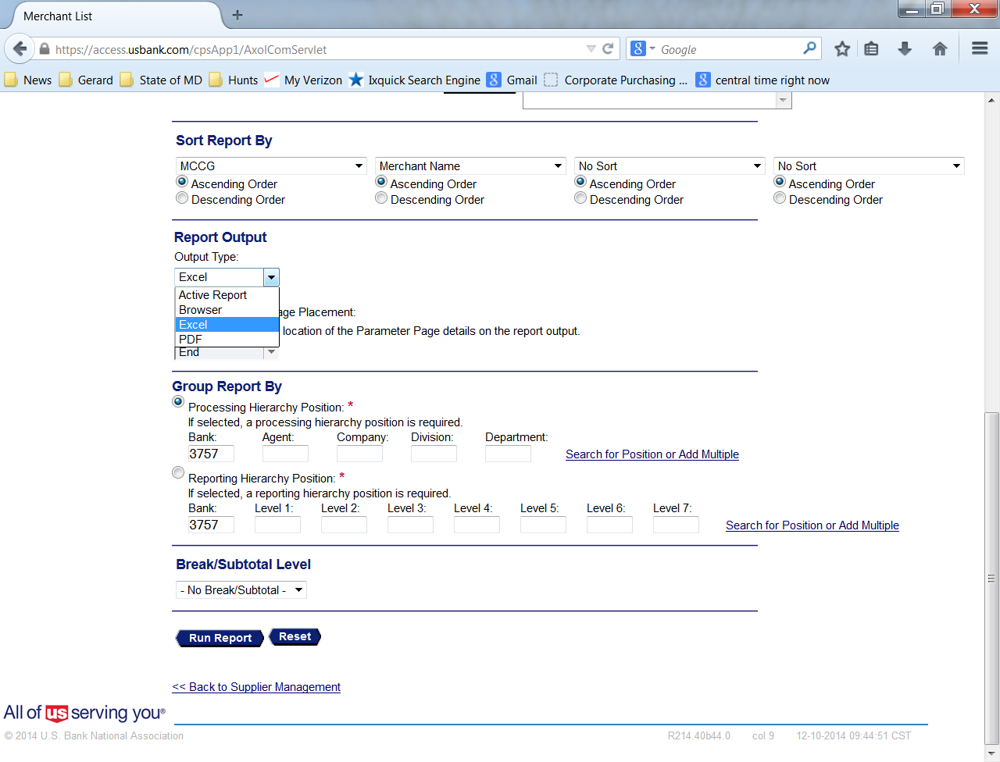 Merchant List
https://access.usbank.com/cpsApp1/AxolComServlet
Google
News Gerard State of MD Hunts My Verizon Ixquick Search Engine Gmail Corporate Purchasing ... central time right now
Sort Report By
MCCG Merchant Name No Sort No Sort
Ascending Order Ascending Order Ascending Order Ascending Order
Descending Order Descending Order Descending Order Descending Order
Report Output
Output Type:
Excel
Active Report
Browser
age Placement:
Excel
location of the Parameter Page details on the report output.
PDF
End
Group Report By
Processing Hierarchy Position: *
If selected, a processing hierarchy position is required.
Bank: Agent: Company: Division: Department:
3757 Search for Position or Add Multiple
Reporting Hierarchy Position: *
If selected, a reporting hierarchy position is required.
Bank: Level 1: Level 2: Level 3: Level 4: Level 5: Level 6: Level 7:
3757 Search for Position or Add Multiple
Break/Subtotal Level
- No Break/Subtotal -
Run Report Reset
<< Back to Supplier Management
All of us serving you®
© 2014 U.S. Bank National Association R214.40b44.0 col 9 12-10-2014 09:44:51 CST